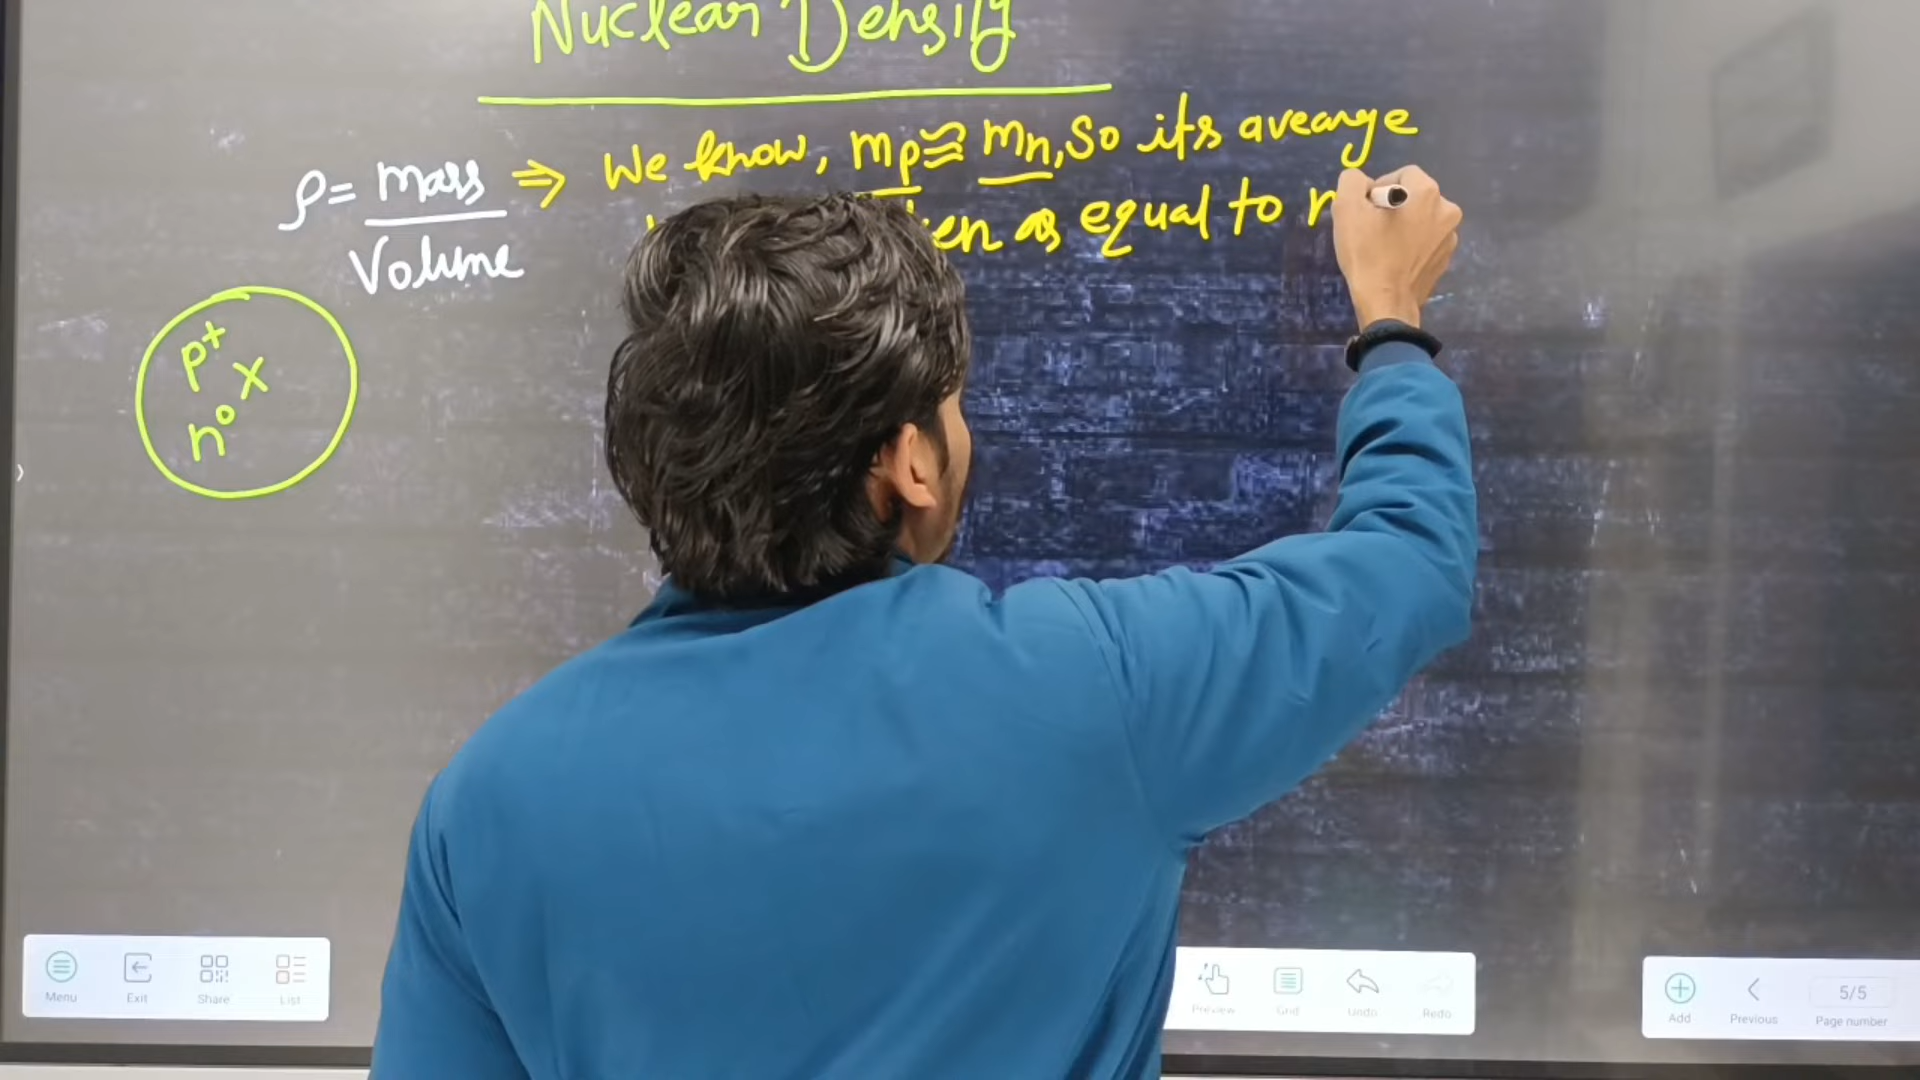 Nuclear Density
ρ = mass ⇒ We know, mp ≅ mn, So its avearge
Volume
as equal to
p+
x
n0
Menu
Exit
Share
List
Preview
Grid
Undo
Redo
Add
Previous
5/5
Page number